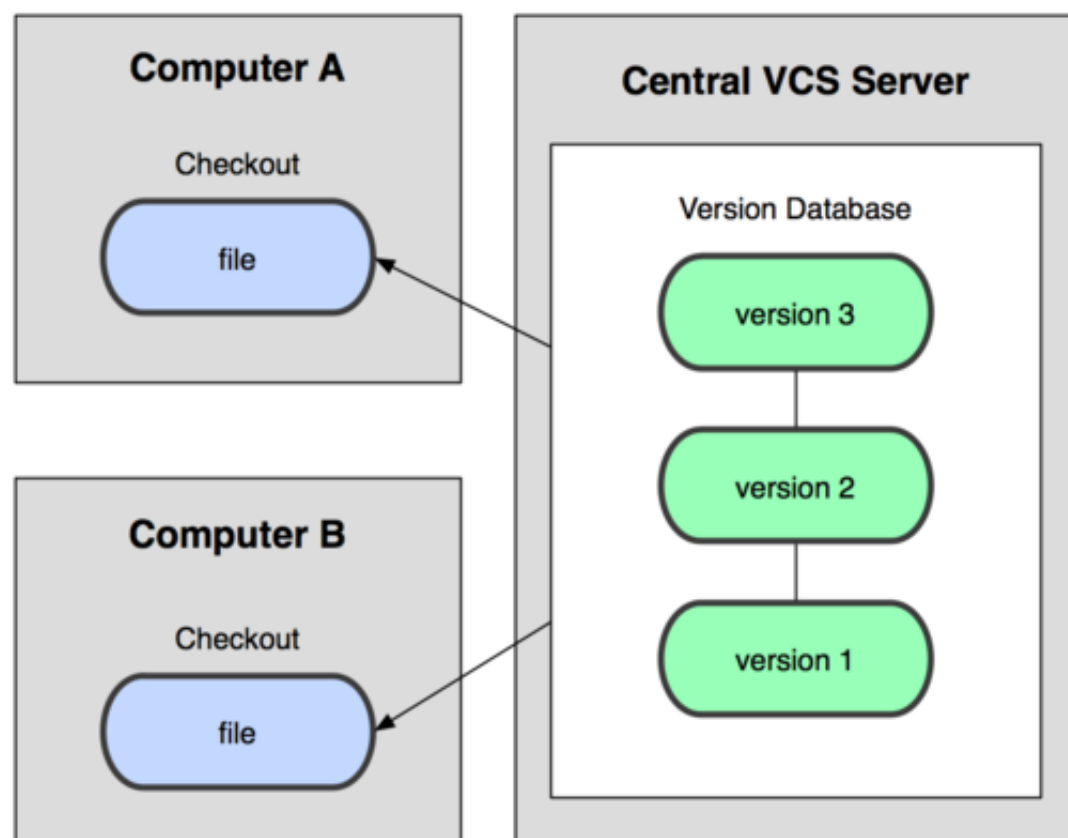 Computer A
Checkout
file
Computer B
Checkout
file
Central VCS Server
Version Database
version 3
version 2
version 1